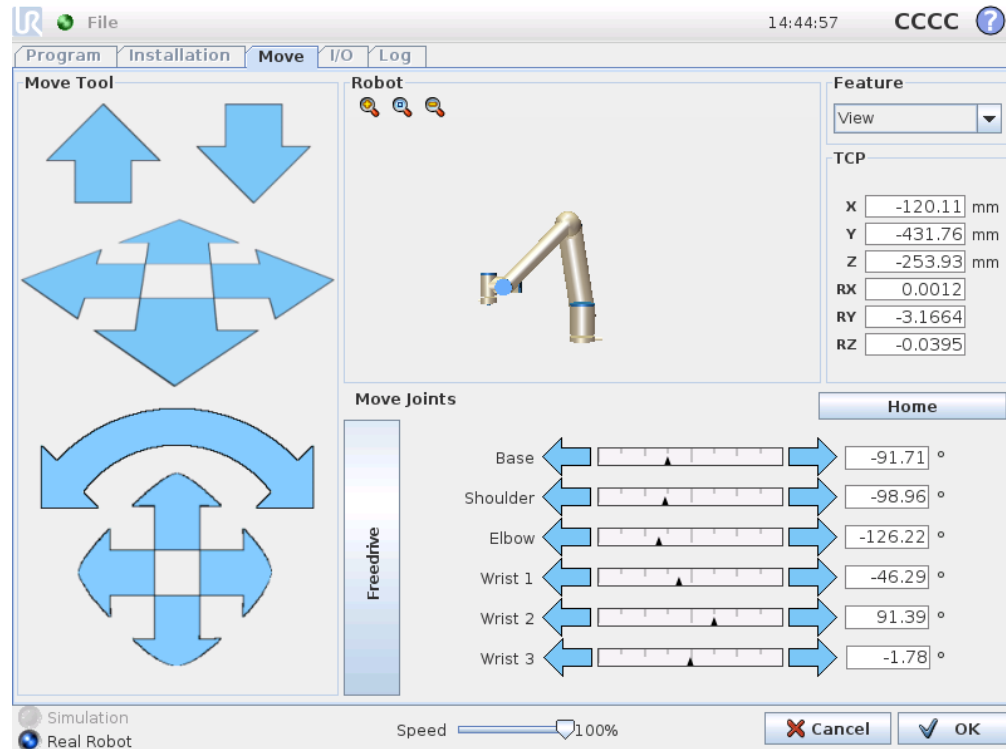 UR File 14:44:57 CCCC ?
Program Installation Move I/O Log
Move Tool
Robot
Feature
View
TCP
X -120.11 mm
Y -431.76 mm
Z -253.93 mm
RX 0.0012
RY -3.1664
RZ -0.0395
Move Joints
Home
Freedrive
Base -91.71 °
Shoulder -98.96 °
Elbow -126.22 °
Wrist 1 -46.29 °
Wrist 2 91.39 °
Wrist 3 -1.78 °
Simulation
Real Robot
Speed 100%
Cancel OK